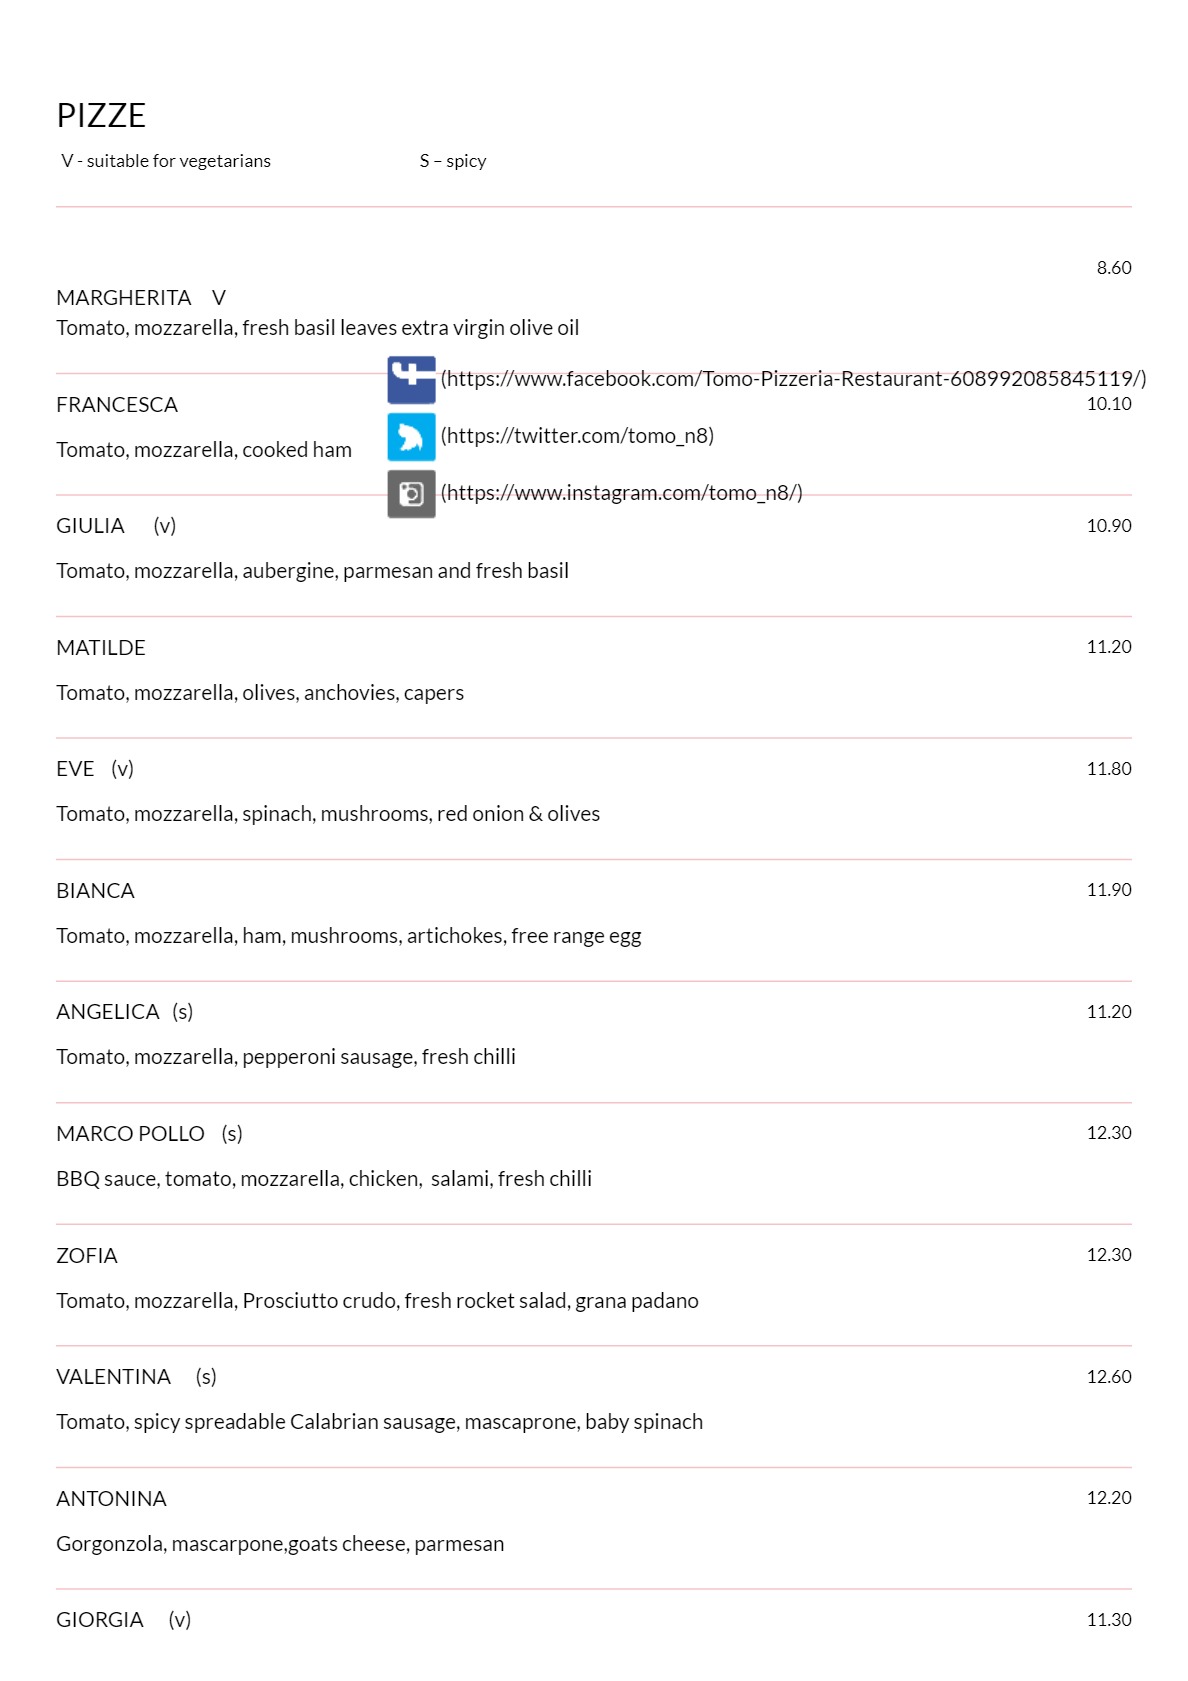 PIZZE
V - suitable for vegetarians S – spicy
8.60
MARGHERITA V
Tomato, mozzarella, fresh basil leaves extra virgin olive oil
(https://www.facebook.com/Tomo-Pizzeria-Restaurant-608992085845119/)
FRANCESCA 10.10
(https://twitter.com/tomo_n8)
Tomato, mozzarella, cooked ham
(https://www.instagram.com/tomo_n8/)
GIULIA (v) 10.90
Tomato, mozzarella, aubergine, parmesan and fresh basil
MATILDE 11.20
Tomato, mozzarella, olives, anchovies, capers
EVE (v) 11.80
Tomato, mozzarella, spinach, mushrooms, red onion & olives
BIANCA 11.90
Tomato, mozzarella, ham, mushrooms, artichokes, free range egg
ANGELICA (s) 11.20
Tomato, mozzarella, pepperoni sausage, fresh chilli
MARCO POLLO (s) 12.30
BBQ sauce, tomato, mozzarella, chicken, salami, fresh chilli
ZOFIA 12.30
Tomato, mozzarella, Prosciutto crudo, fresh rocket salad, grana padano
VALENTINA (s) 12.60
Tomato, spicy spreadable Calabrian sausage, mascaprone, baby spinach
ANTONINA 12.20
Gorgonzola, mascarpone,goats cheese, parmesan
GIORGIA (v) 11.30